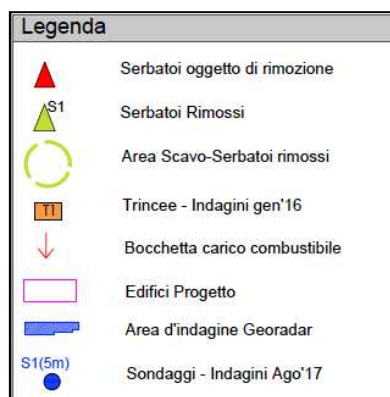 Legenda
Serbatoi oggetto di rimozione
S1
Serbatoi Rimossi
Area Scavo-Serbatoi rimossi
T1
Trincee - Indagini gen'16
Bocchetta carico combustibile
Edifici Progetto
Area d'indagine Georadar
S1(5m)
Sondaggi - Indagini Ago'17